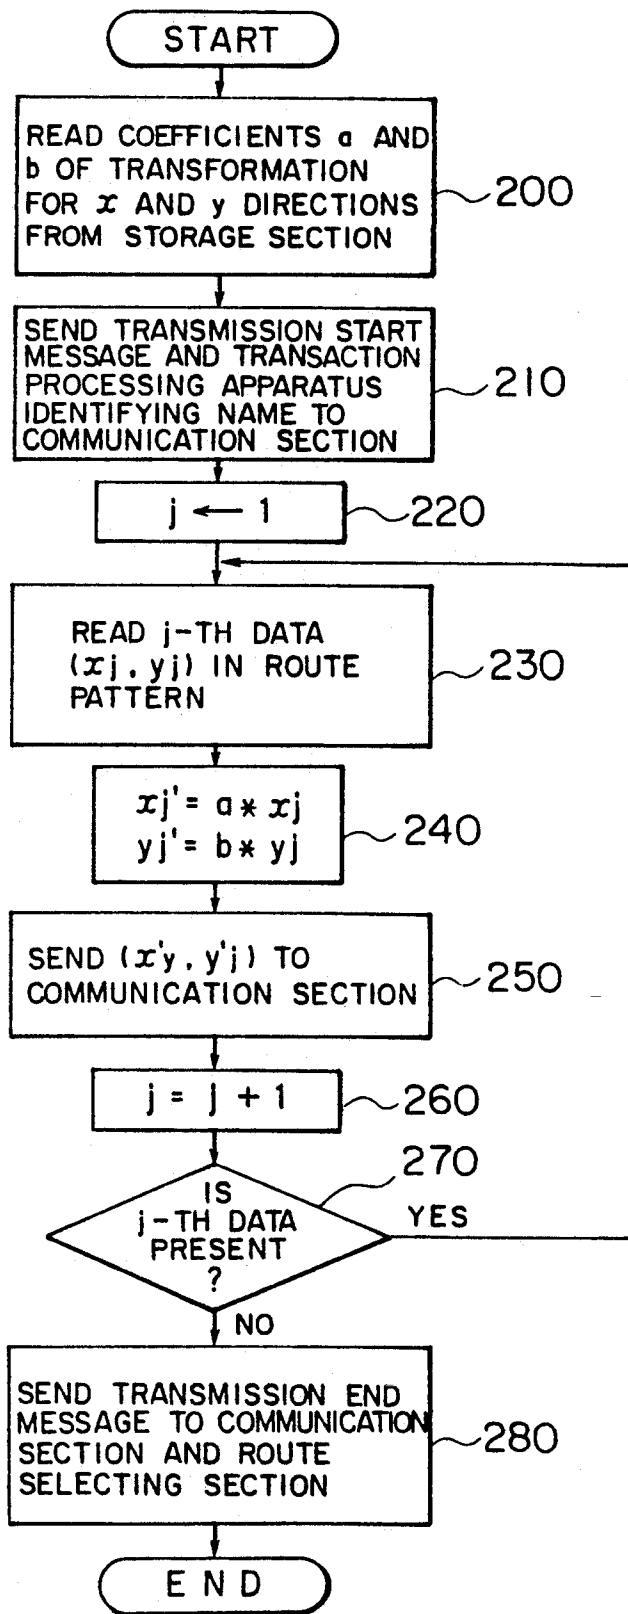 START
READ COEFFICIENTS a AND
b OF TRANSFORMATION
FOR x AND y DIRECTIONS
FROM STORAGE SECTION
200
SEND TRANSMISSION START
MESSAGE AND TRANSACTION
PROCESSING APPARATUS
IDENTIFYING NAME TO
COMMUNICATION SECTION
210
j ← 1
220
READ j-TH DATA
(xj, yj) IN ROUTE
PATTERN
230
xj' = a * xj
yj' = b * yj
240
SEND (x'y, y'j) TO
COMMUNICATION SECTION
250
j = j + 1
260
270
IS
j-TH DATA
PRESENT
?
YES
NO
SEND TRANSMISSION END
MESSAGE TO COMMUNICATION
SECTION AND ROUTE
SELECTING SECTION
280
END